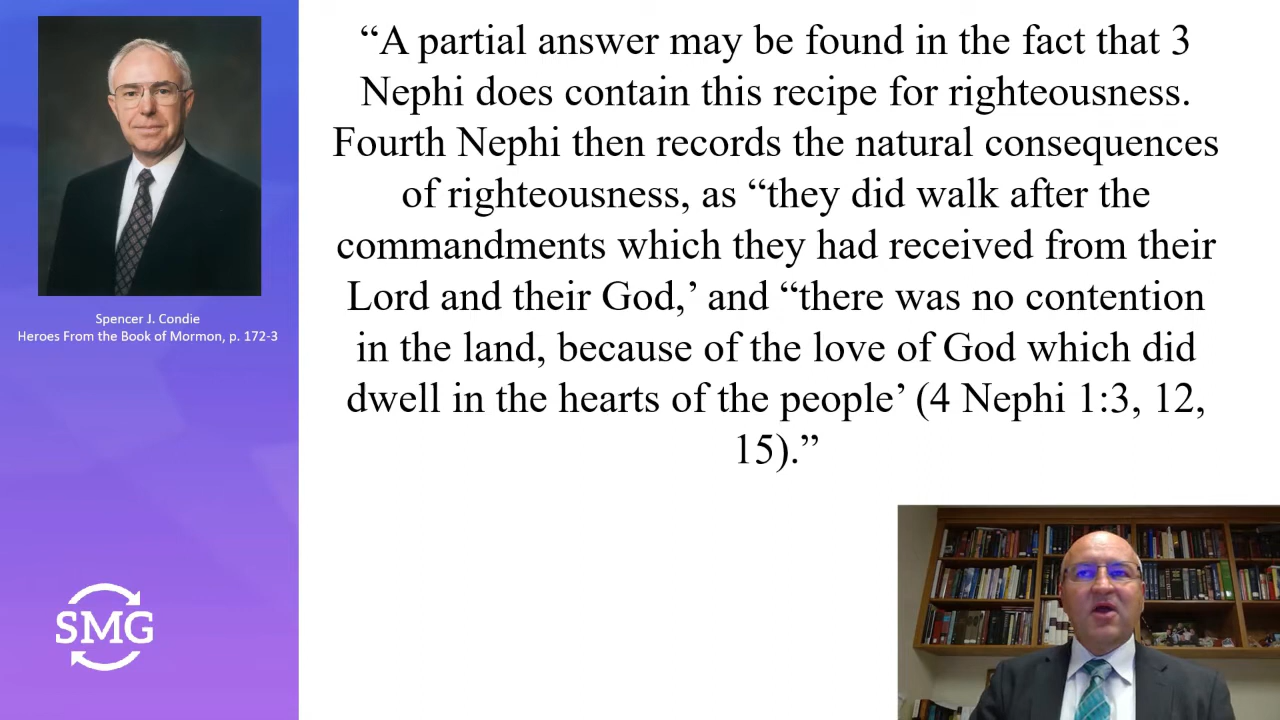 “A partial answer may be found in the fact that 3
Nephi does contain this recipe for righteousness.
Fourth Nephi then records the natural consequences
of righteousness, as “they did walk after the
commandments which they had received from their
Lord and their God,’ and “there was no contention
in the land, because of the love of God which did
dwell in the hearts of the people’ (4 Nephi 1:3, 12,
15).”
Spencer J. Condie
Heroes From the Book of Mormon, p. 172-3
SMG